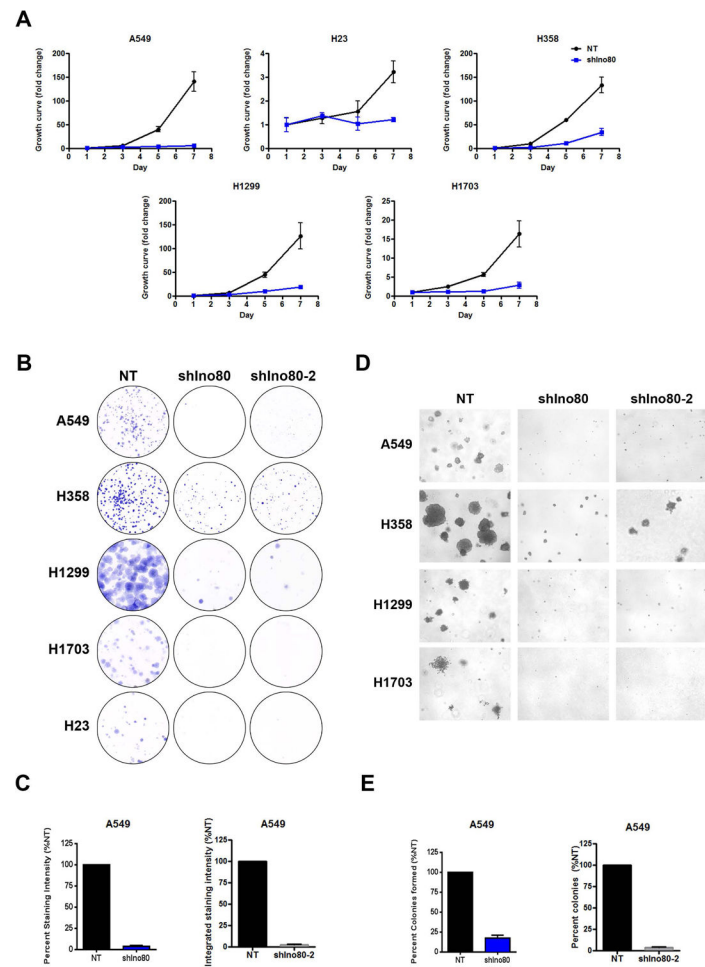 A
A549
H23
H358
NT
shIno80
Growth curve (fold change)
200
150
100
50
0
0 1 2 3 4 5 6 7 8
Day
Growth curve (fold change)
4
3
2
1
0
0 1 2 3 4 5 6 7 8
Day
Growth curve (fold change)
200
150
100
50
0
0 1 2 3 4 5 6 7 8
Day
H1299
H1703
Growth curve (fold change)
200
150
100
50
0
0 1 2 3 4 5 6 7 8
Day
Growth curve (fold change)
25
20
15
10
5
0
0 1 2 3 4 5 6 7 8
Day
B
NT shIno80 shIno80-2
A549
H358
H1299
H1703
H23
D
NT shIno80 shIno80-2
A549
H358
H1299
H1703
C
A549
Percent Staining Intensity (%NT)
125
100
75
50
25
0
NT shIno80
A549
Integrated staining intensity (%NT)
125
100
75
50
25
0
NT shIno80-2
E
A549
Percent Colonies formed (%NT)
125
100
75
50
25
0
NT shIno80
A549
Percent colonies (%NT)
125
100
75
50
25
0
NT shIno80-2